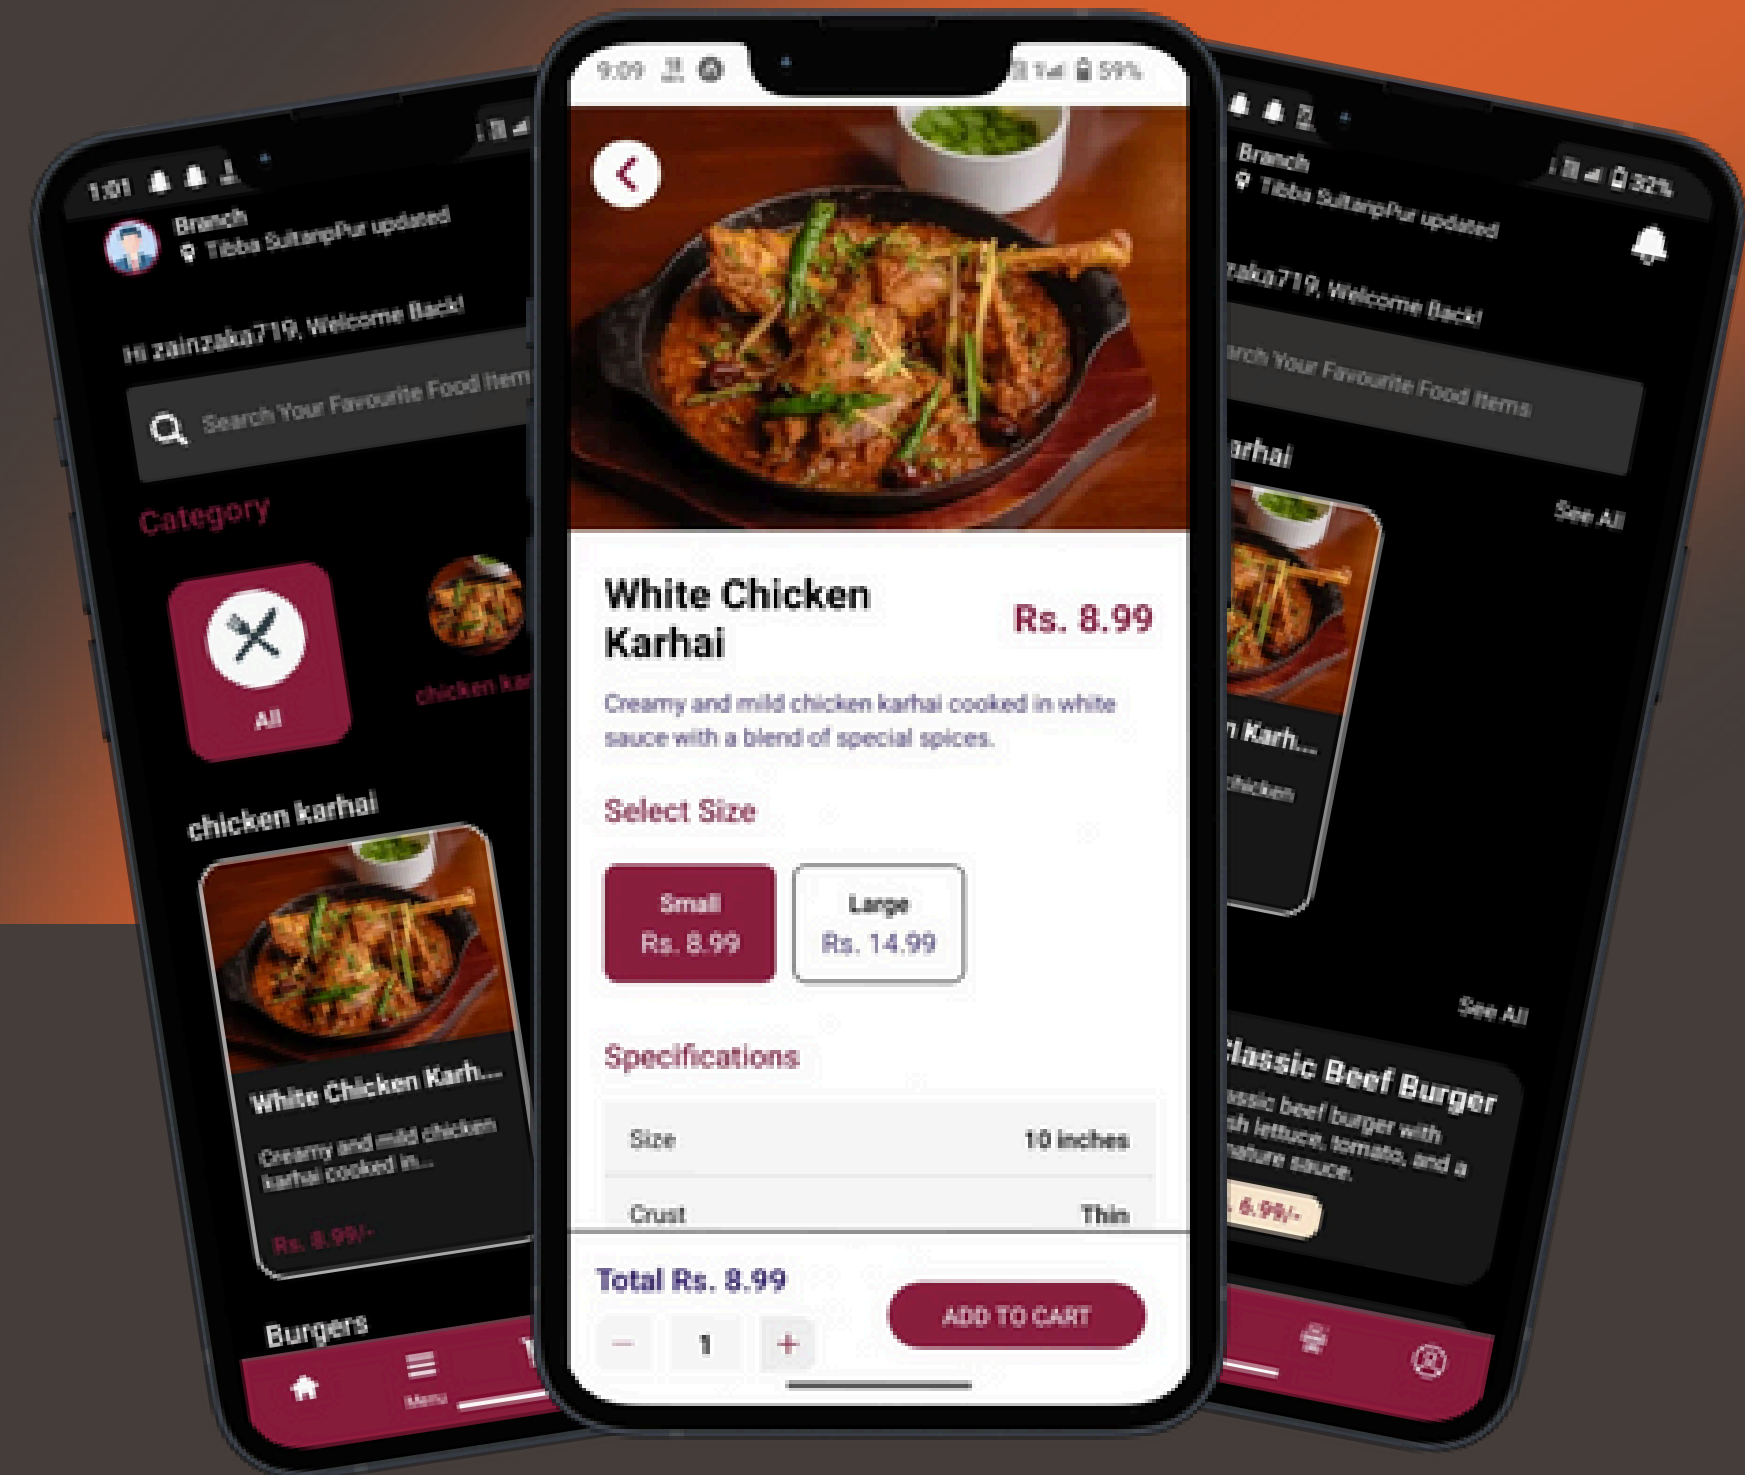 1:01
Branch
Tibba SultanpPur updated
Hi zainzaka719, Welcome Back!
Search Your Favourite Food Item
Category
All
chicken kar
chicken karhai
White Chicken Karh...
Creamy and mild chicken
karhai cooked in...
Rs. 8.99/-
Burgers
Menu
9:09
59%
White Chicken
Karhai
Rs. 8.99
Creamy and mild chicken karhai cooked in white
sauce with a blend of special spices.
Select Size
Small
Rs. 8.99
Large
Rs. 14.99
Specifications
Size
10 inches
Crust
Thin
Total Rs. 8.99
- 1 +
ADD TO CART
32%
Branch
Tibba SultanpPur updated
zaka719, Welcome Back!
arch Your Favourite Food Items
arhai
See All
n Karh...
chicken
See All
Classic Beef Burger
assic beef burger with
sh lettuce, tomato, and a
nature sauce.
. 6.99/-